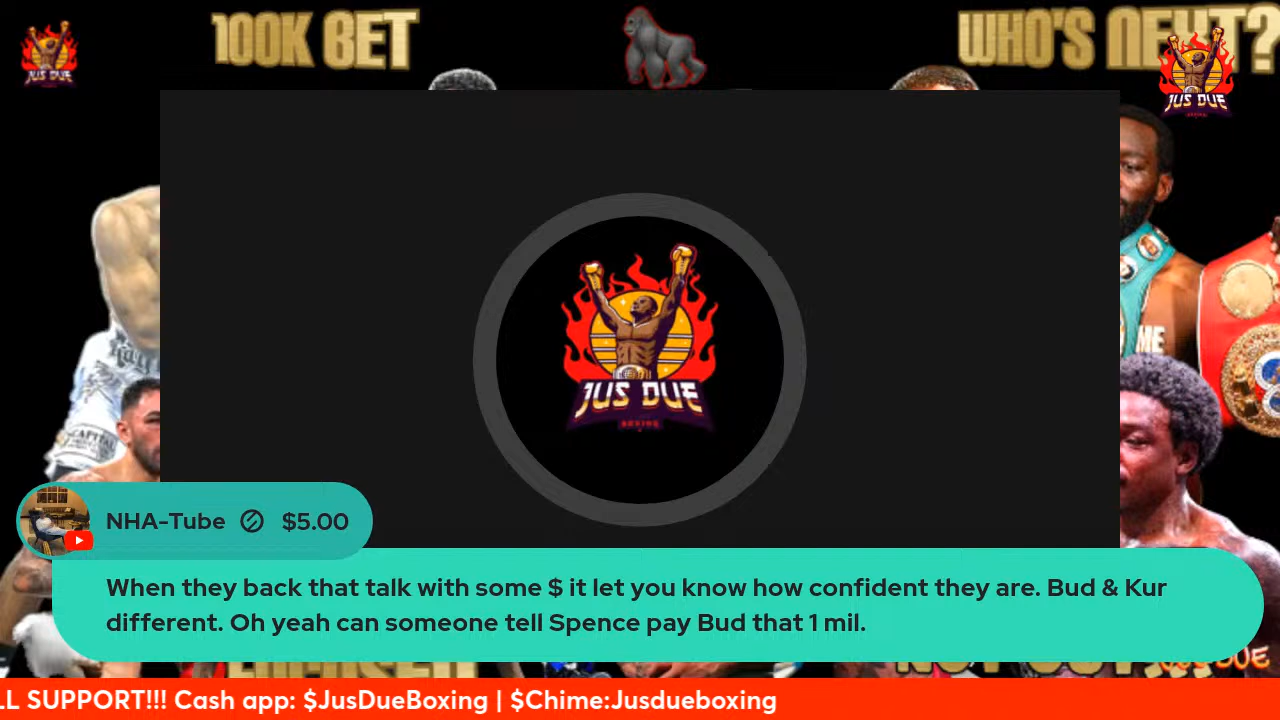 100K BET
WHO'S NEXT?
JUS DUE
JUS DUE
JUS DUE
BOXING
NHA-Tube $5.00
When they back that talk with some $ it let you know how confident they are. Bud & Kur
different. Oh yeah can someone tell Spence pay Bud that 1 mil.
LL SUPPORT!!! Cash app: $JusDueBoxing | $Chime:Jusdueboxing